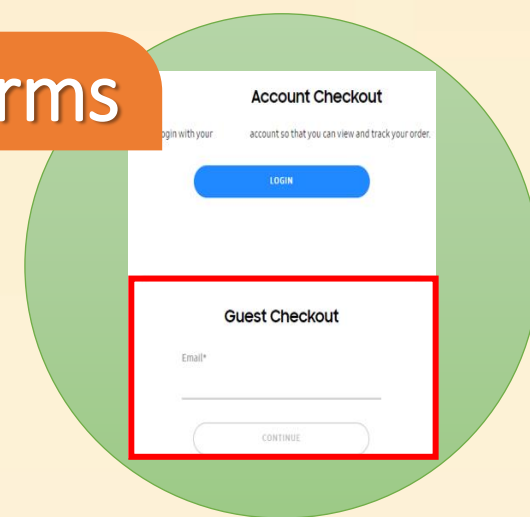 rms
Account Checkout
ogin with your account so that you can view and track your order.
LOGIN
Guest Checkout
Email*
CONTINUE